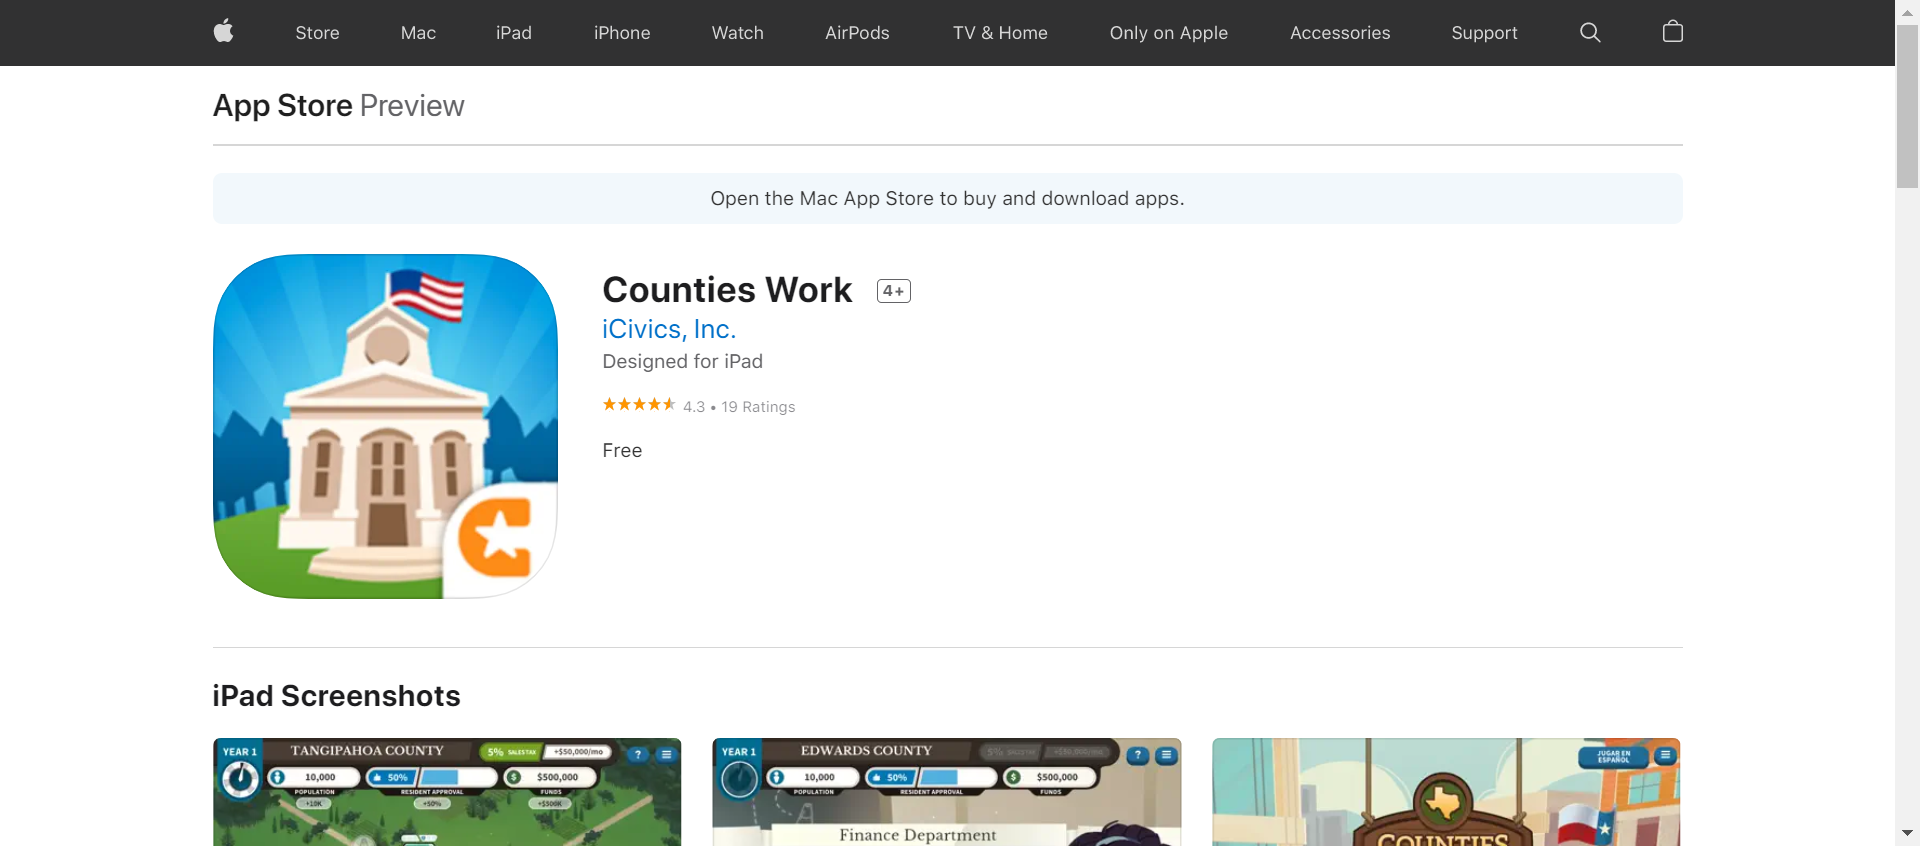 Store Mac iPad iPhone Watch AirPods TV & Home Only on Apple Accessories Support
App Store Preview
Open the Mac App Store to buy and download apps.
Counties Work 4+
iCivics, Inc.
Designed for iPad
4.3 • 19 Ratings
Free
iPad Screenshots
YEAR 1 TANGIPAHOA COUNTY 5% SALES TAX +$50,000/mo ?
10,000 50% $500,000
POPULATION RESIDENT APPROVAL FUNDS
+10K +50% +$500K
YEAR 1 EDWARDS COUNTY 5% SALES TAX +$50,000/mo ?
10,000 50% $500,000
POPULATION RESIDENT APPROVAL FUNDS
Finance Department
JUGAR EN
ESPAÑOL
COUNTIES